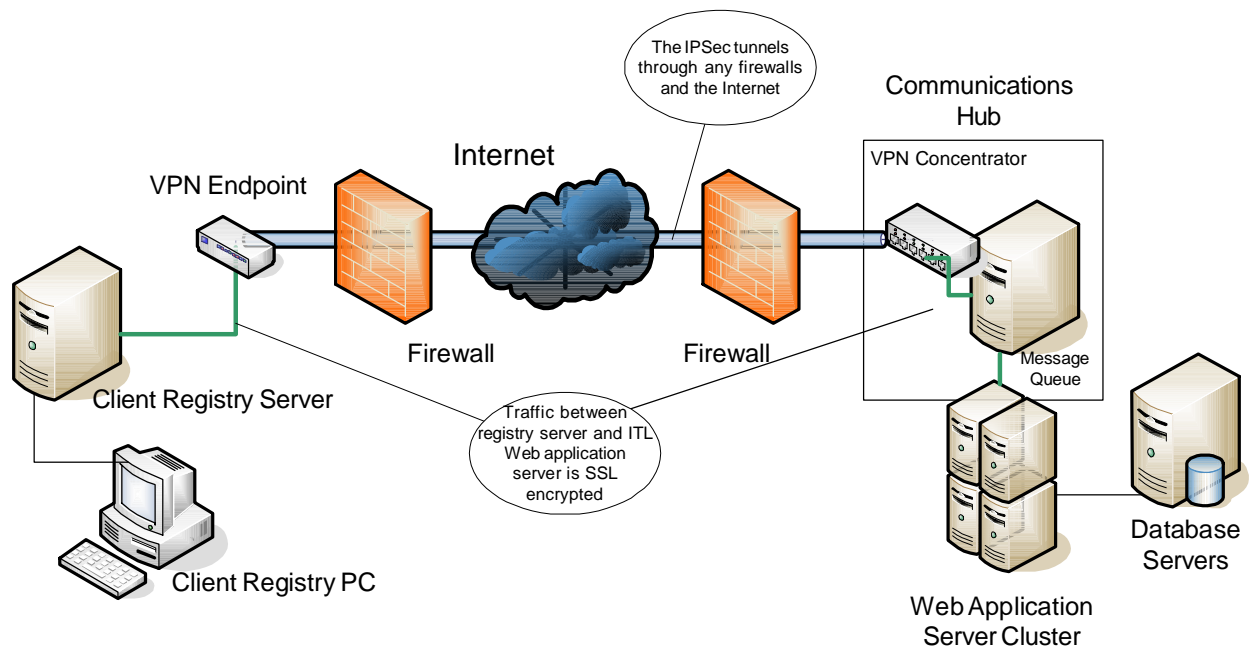 The IPSec tunnels
through any firewalls
and the Internet
Communications
Hub
Internet
VPN Concentrator
VPN Endpoint
Firewall
Firewall
Message
Queue
Client Registry Server
Traffic between
registry server and ITL
Web application
server is SSL
encrypted
Database
Servers
Client Registry PC
Web Application
Server Cluster